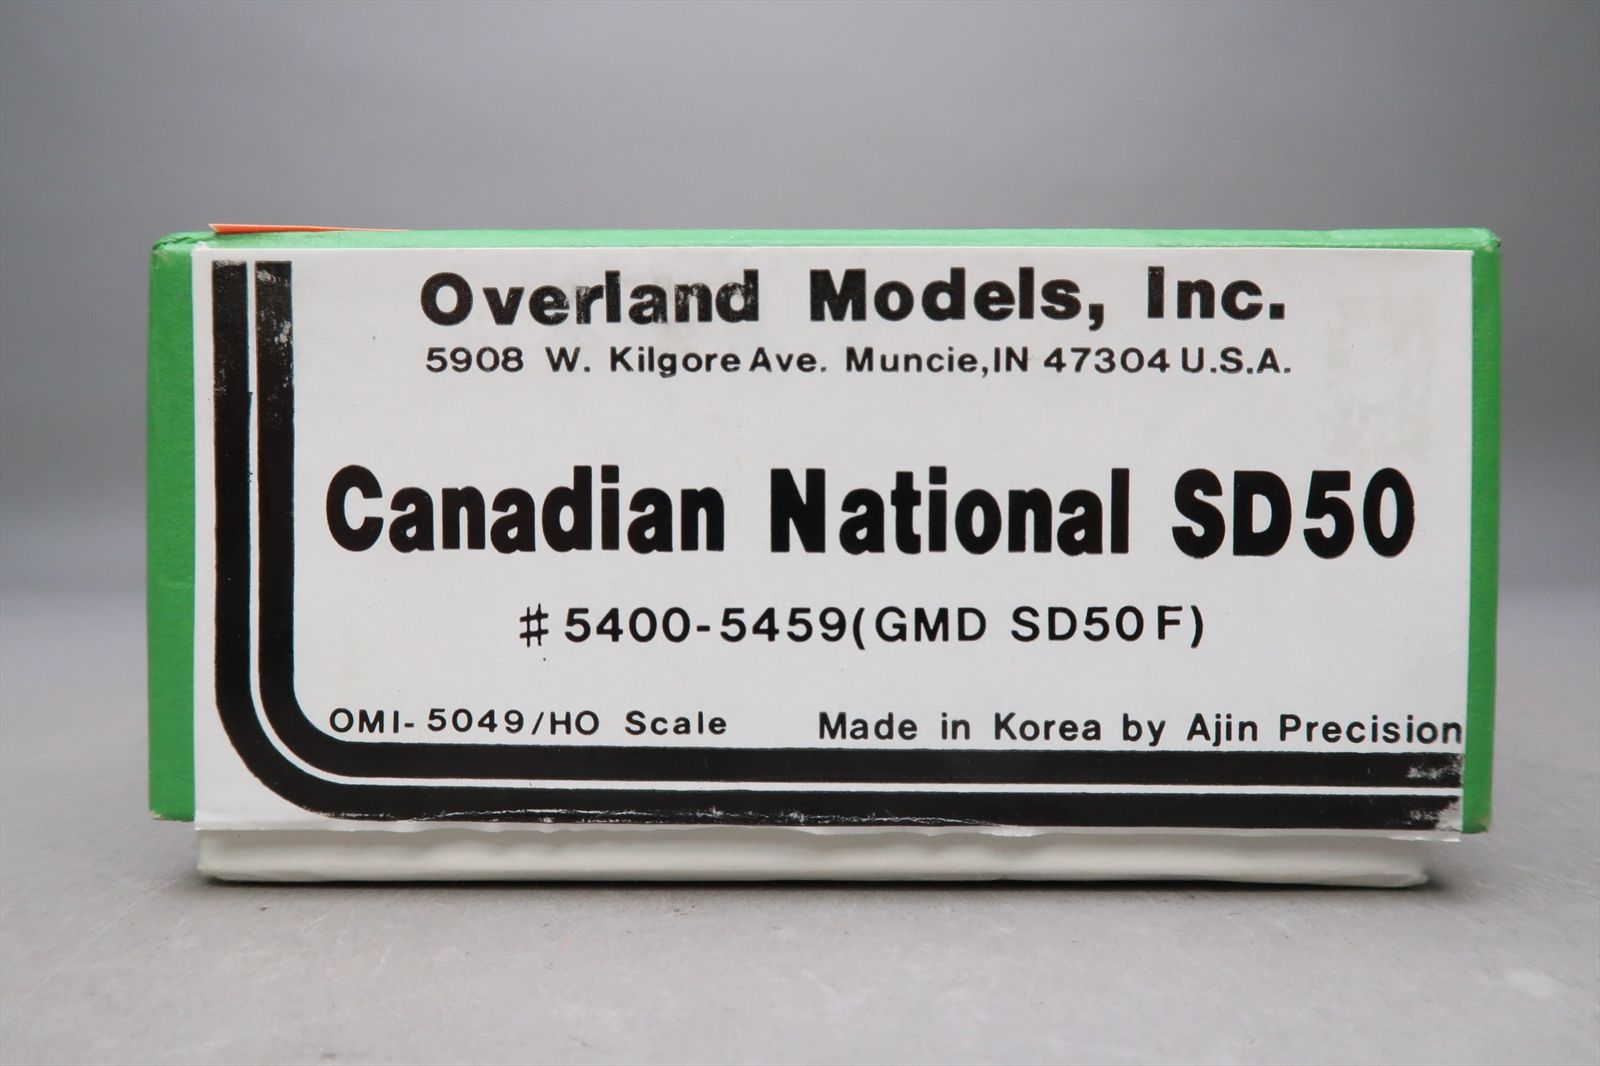 Overland Models, Inc.
5908 W. Kilgore Ave. Muncie, IN 47304 U.S.A.
Canadian National SD50
# 5400-5459 (GMD SD50F)
OMI-5049/HO Scale Made in Korea by Ajin Precision